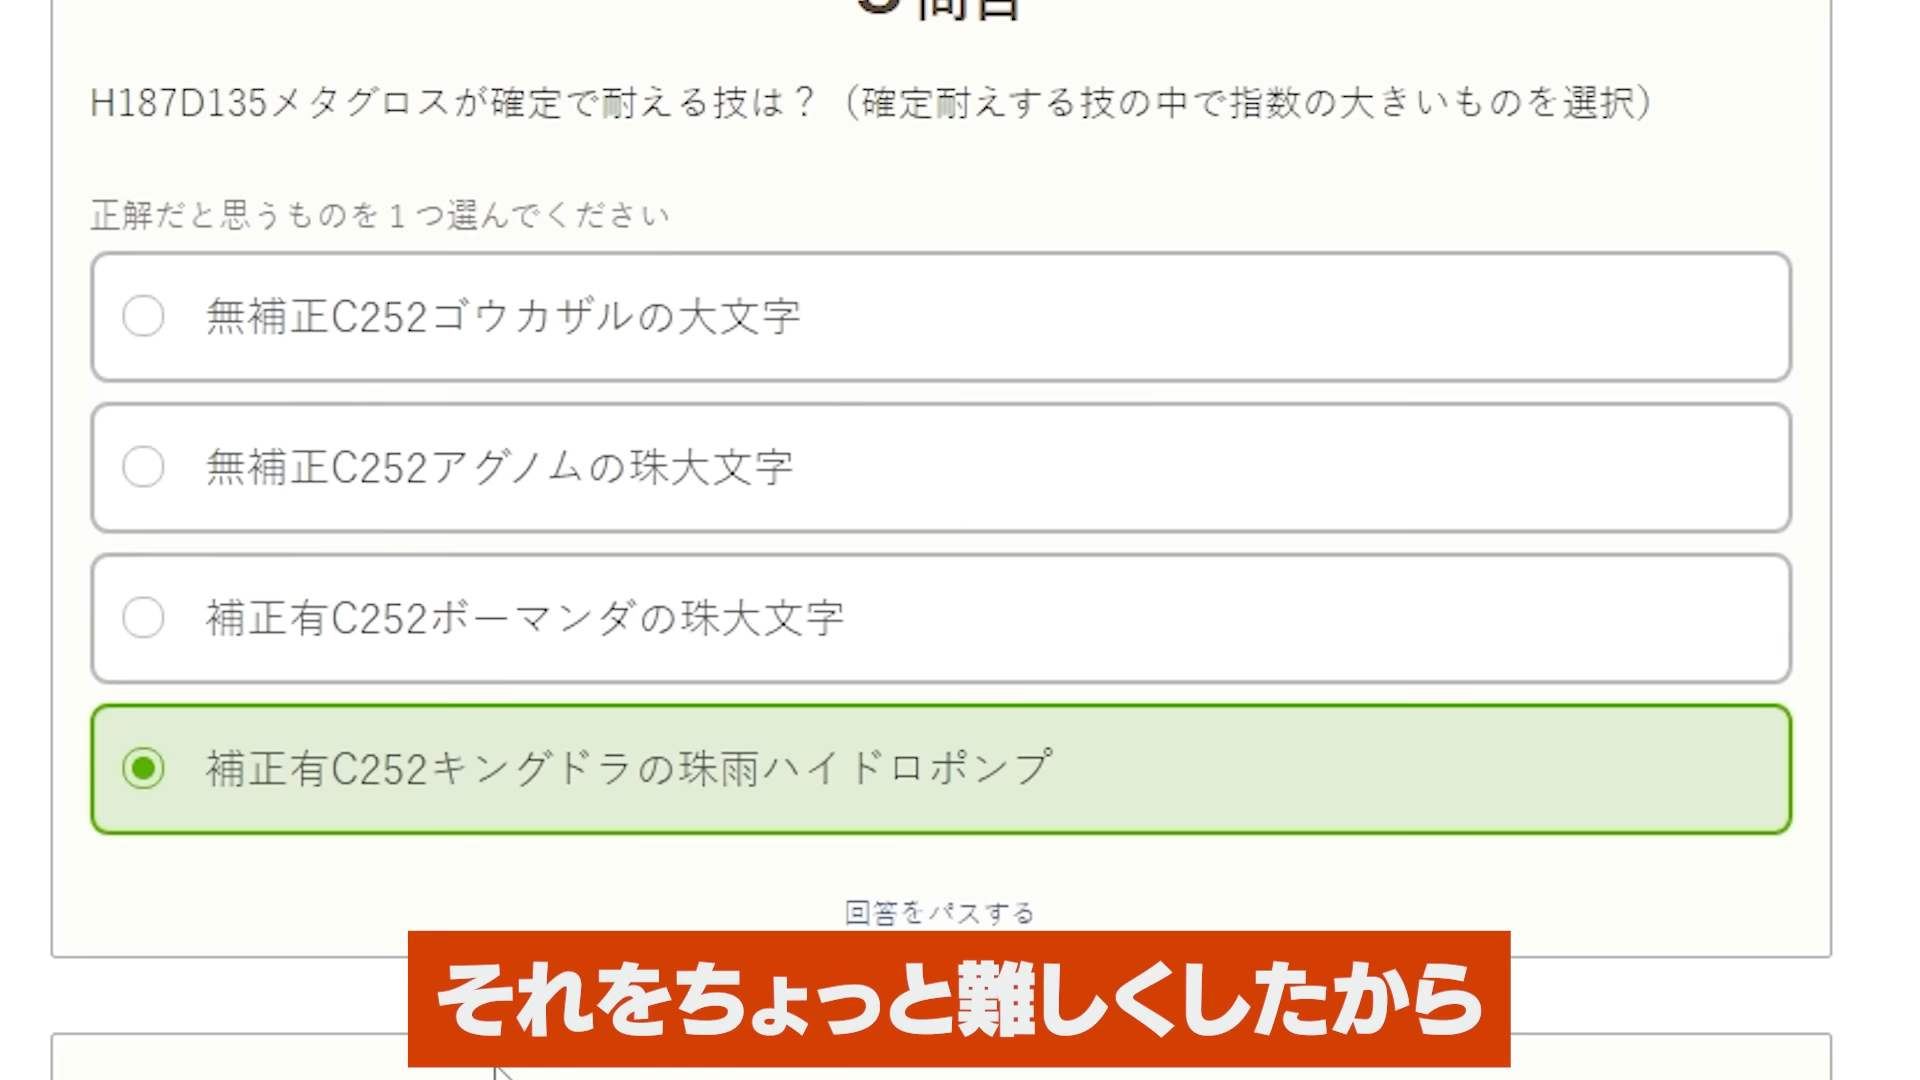 5問目
H187D135メタグロスが確定で耐える技は？（確定耐えする技の中で指数の大きいものを選択）
正解だと思うものを１つ選んでください
無補正C252ゴウカザルの大文字
無補正C252アグノムの珠大文字
補正有C252ボーマンダの珠大文字
補正有C252キングドラの珠雨ハイドロポンプ
回答をパスする
それをちょっと難しくしたから